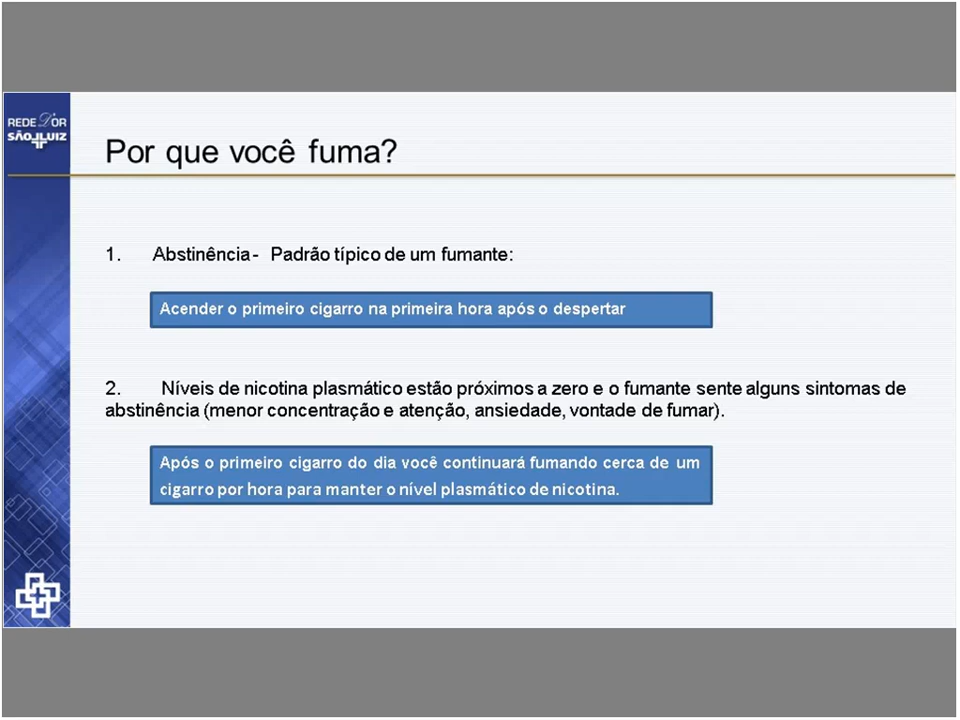 REDE D'OR
SÃO LUIZ
Por que você fuma?
1. Abstinência - Padrão típico de um fumante:
Acender o primeiro cigarro na primeira hora após o despertar
2. Níveis de nicotina plasmático estão próximos a zero e o fumante sente alguns sintomas de
abstinência (menor concentração e atenção, ansiedade, vontade de fumar).
Após o primeiro cigarro do dia você continuará fumando cerca de um
cigarro por hora para manter o nível plasmático de nicotina.